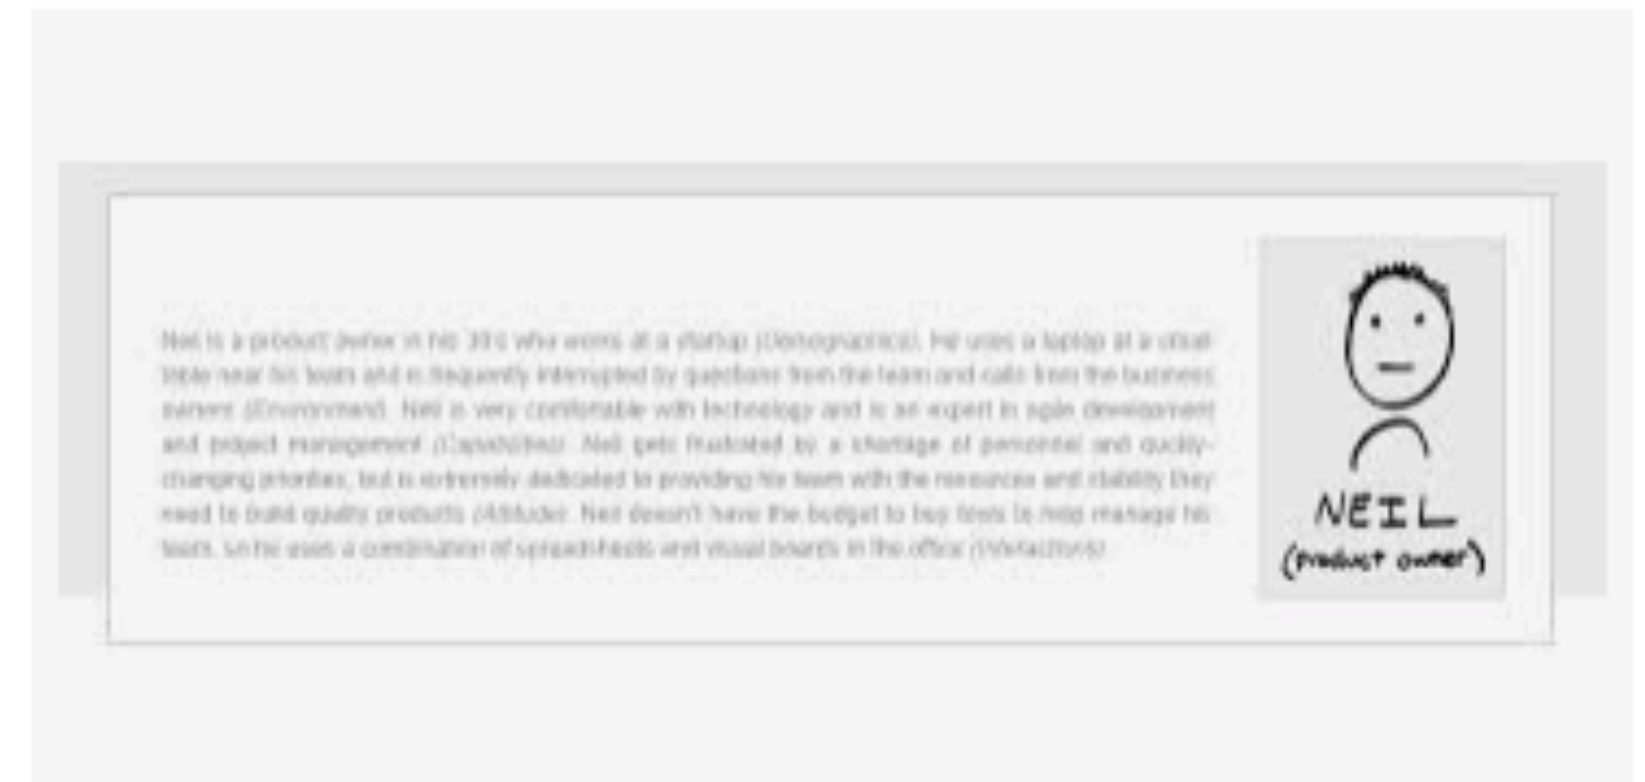 Neil is a product owner in his 30's who works at a startup (Demographics). He uses a laptop at a
table near his team and is frequently interrupted by questions from the team and calls from the business
owners (Environment). Neil is very comfortable with technology and is an expert in agile development
and project management (Capabilities). Neil gets frustrated by a shortage of personnel and quickly-
changing priorities, but is extremely dedicated to providing his team with the resources and stability they
need to build quality products (Attitude). Neil doesn't have the budget to buy tools to help manage his
team, so he uses a combination of spreadsheets and visual boards in the office (Interactions).
NEIL
(product owner)